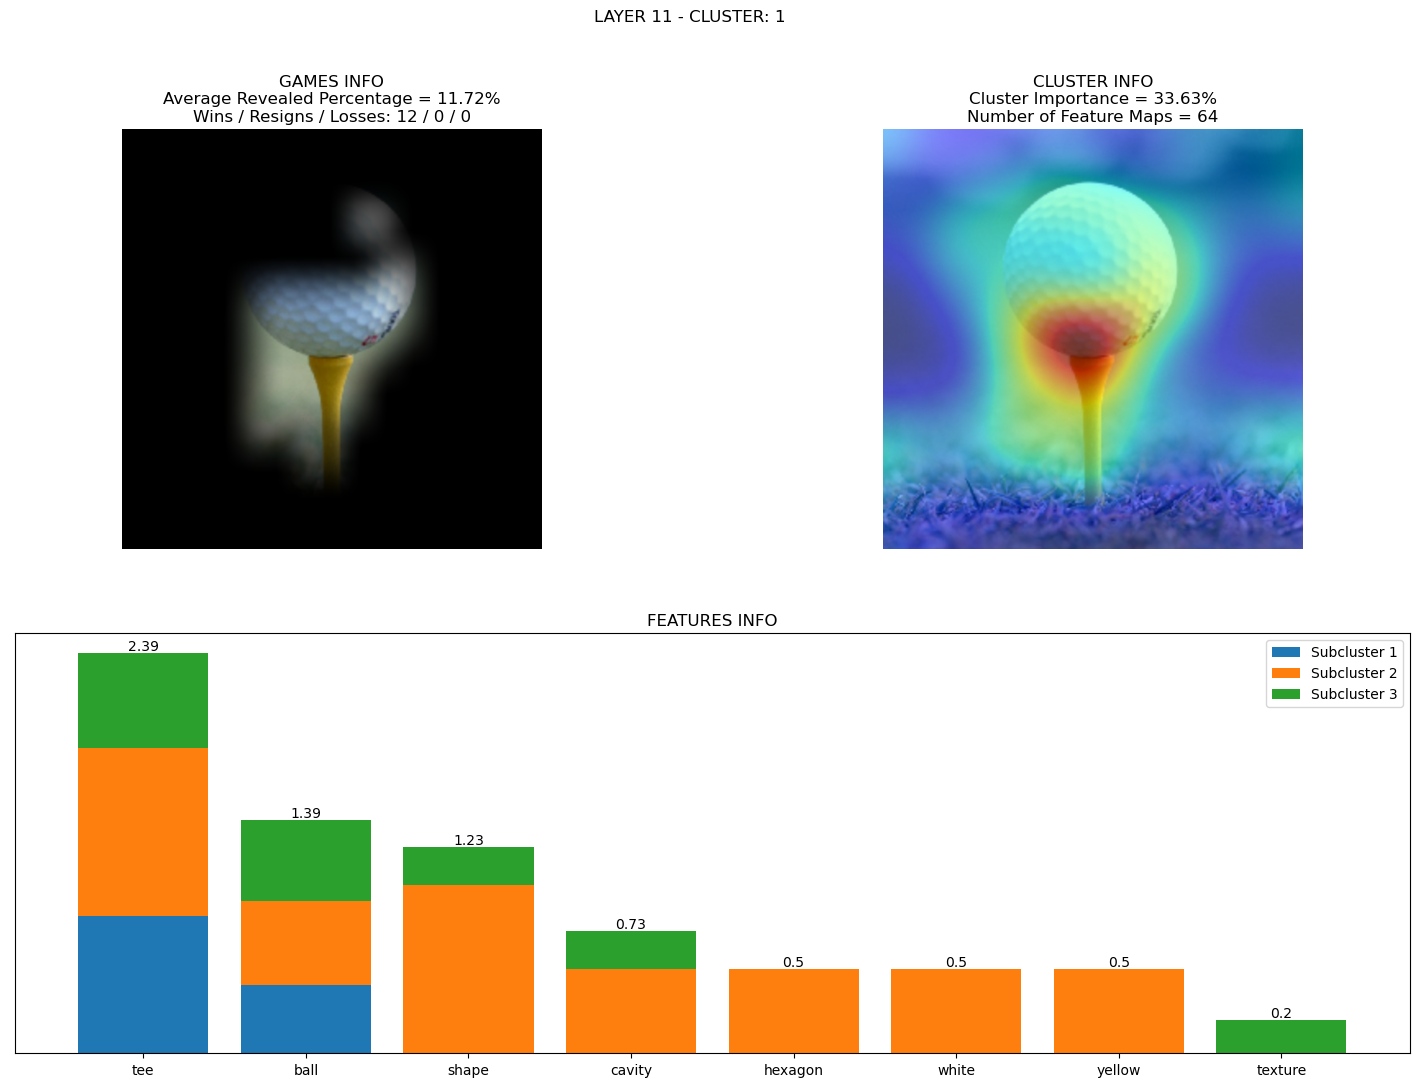 LAYER 11 - CLUSTER: 1
GAMES INFO
Average Revealed Percentage = 11.72%
Wins / Resigns / Losses: 12 / 0 / 0
CLUSTER INFO
Cluster Importance = 33.63%
Number of Feature Maps = 64
FEATURES INFO
Subcluster 1
Subcluster 2
Subcluster 3
2.39
1.39
1.23
0.73
0.5
0.5
0.5
0.2
tee
ball
shape
cavity
hexagon
white
yellow
texture